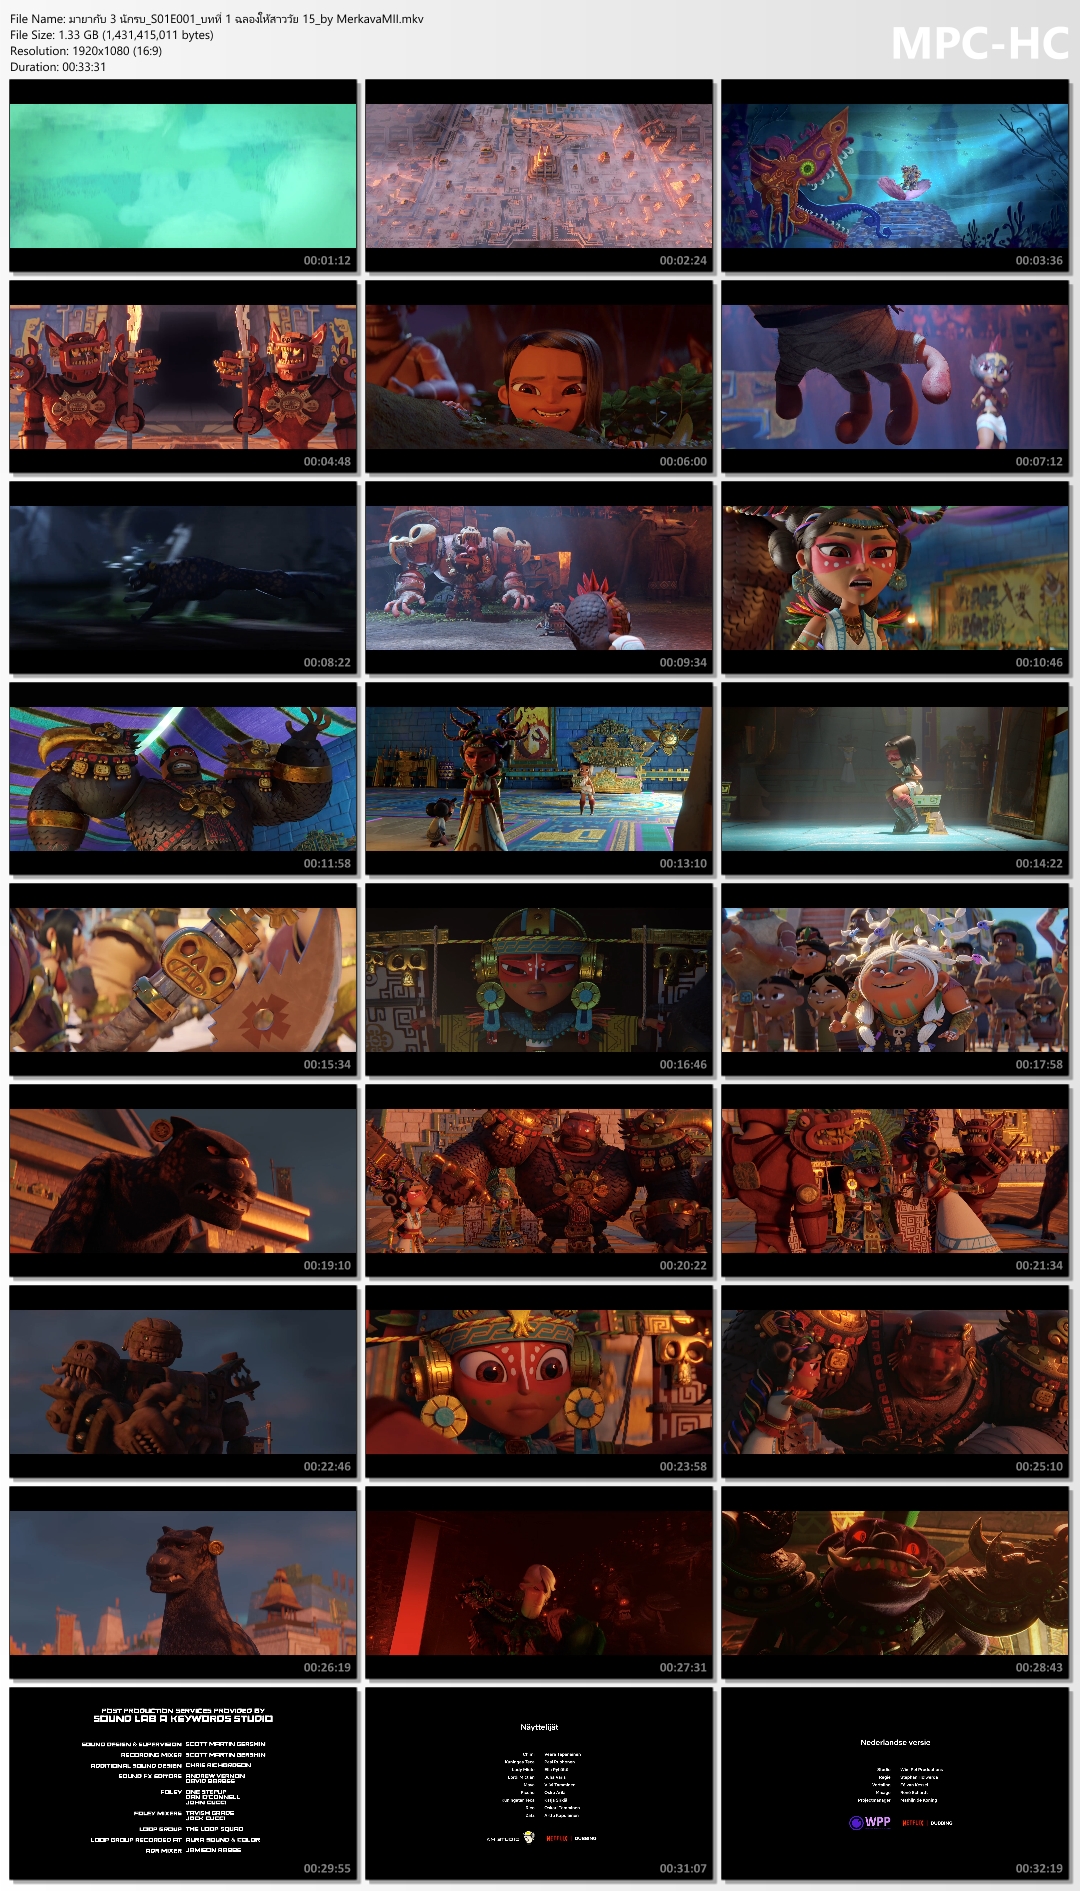 File Name: มายากับ 3 นักรบ_S01E001_บทที่ 1 ฉลองให้สาววัย 15_by MerkavaMII.mkv
File Size: 1.33 GB (1,431,415,011 bytes)
Resolution: 1920x1080 (16:9)
Duration: 00:33:31
MPC-HC
00:01:12
00:02:24
00:03:36
00:04:48
00:06:00
00:07:12
00:08:22
00:09:34
00:10:46
00:11:58
00:13:10
00:14:22
00:15:34
00:16:46
00:17:58
00:19:10
00:20:22
00:21:34
00:22:46
00:23:58
00:25:10
00:26:19
00:27:31
00:28:43
POST PRODUCTION SERVICES PROVIDED BY
SOUND LAB A KEYWORDS STUDIO
SOUND DESIGN & SUPERVISION SCOTT MARTIN GERSHIN
RECORDING MIXER SCOTT MARTIN GERSHIN
ADDITIONAL SOUND DESIGN CHRIS RICHARDSON
SOUND FX EDITORS ANDREW VERNON
DAVID BARBEE
FOLEY ONE STEP UP
DAN O'CONNELL
JOHN CUCCI
FOLEY MIXERS TAVISH GRADE
JACK CUCCI
LOOP GROUP THE LOOP SQUAD
LOOP GROUP RECORDED AT AURA SOUND & COLOR
ADR MIXER JAMISON RABBE
00:29:55
Näyttelijät
NETFLIX DUBBING
00:31:07
Nederlandse versie
Studio
Regie
Vertaling
Projectmanager
WPP NETFLIX DUBBING
00:32:19